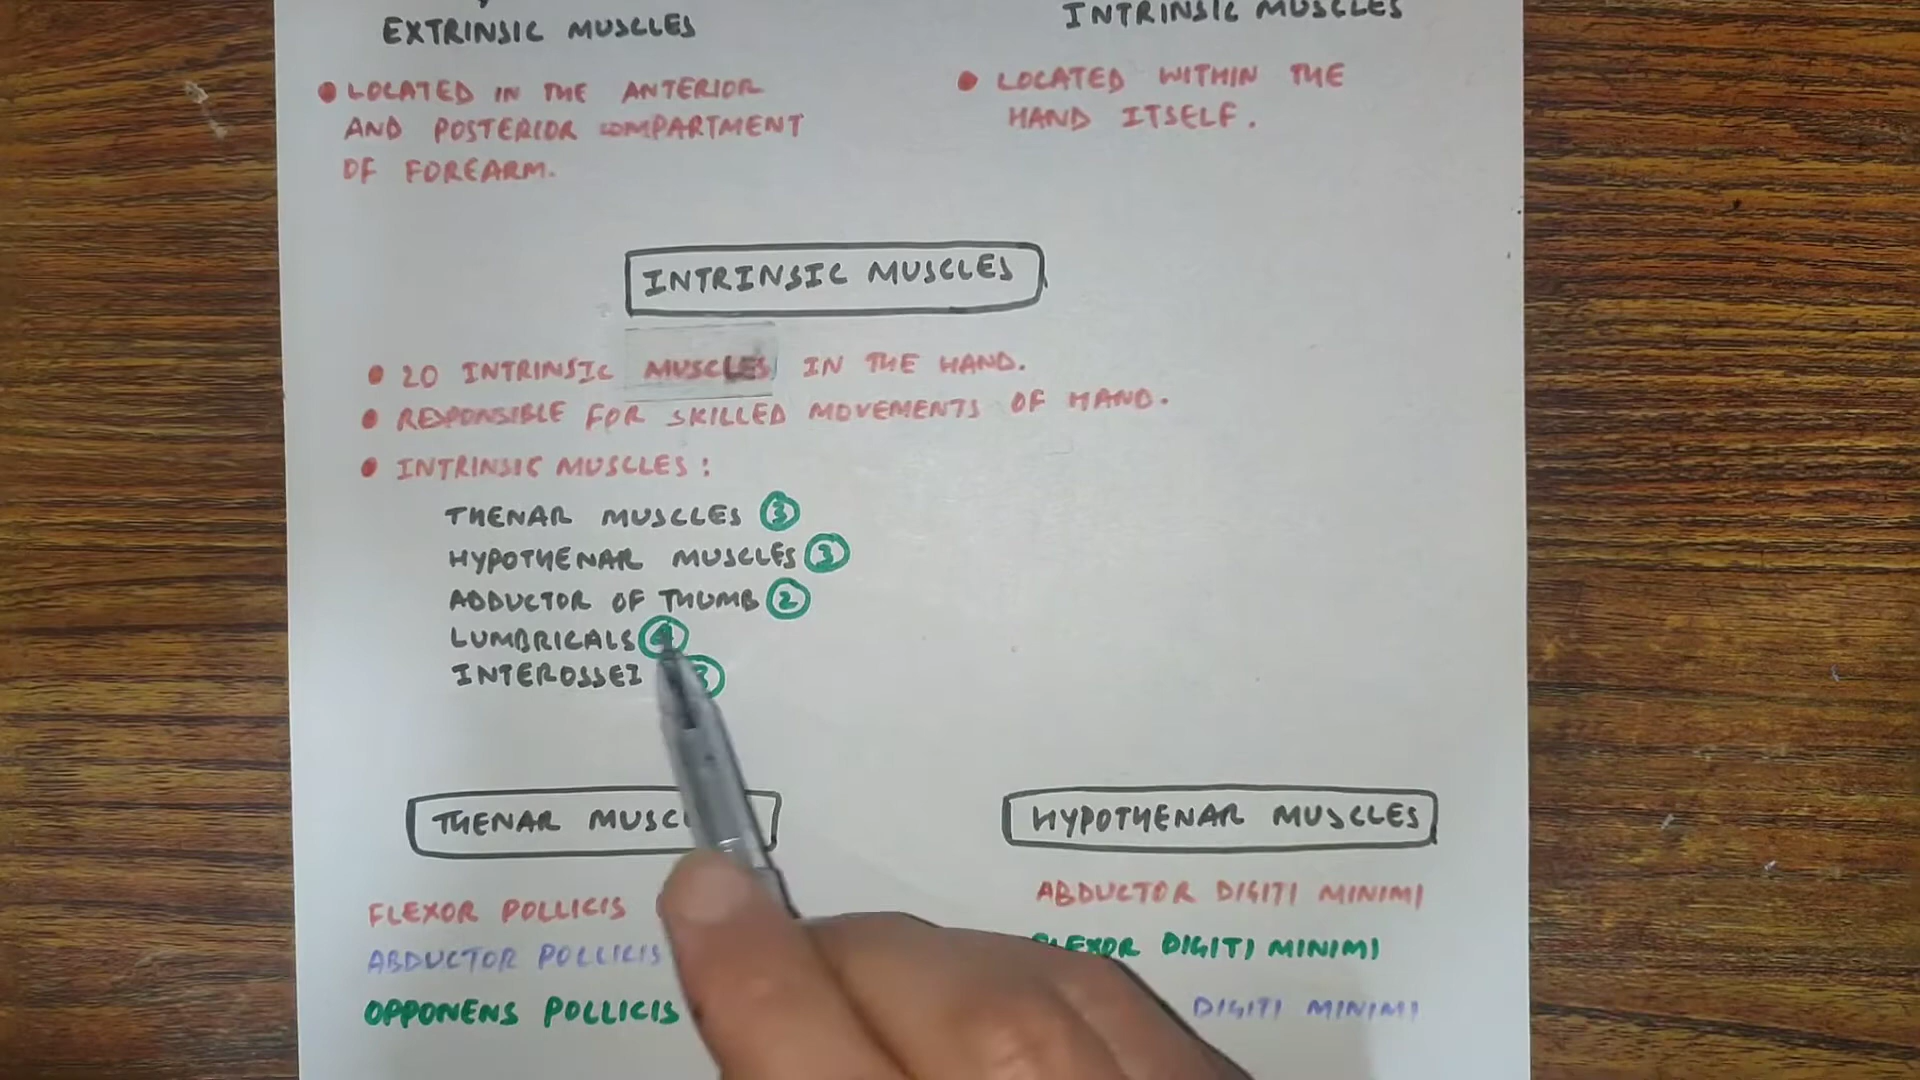 EXTRINSIC MUSCLES
INTRINSIC MUSCLES
• LOCATED IN THE ANTERIOR
AND POSTERIOR COMPARTMENT
OF FOREARM.
• LOCATED WITHIN THE
HAND ITSELF.
INTRINSIC MUSCLES
• 20 INTRINSIC MUSCLES IN THE HAND.
• RESPONSIBLE FOR SKILLED MOVEMENTS OF HAND.
• INTRINSIC MUSCLES:
THENAR MUSCLES 3
HYPOTHENAR MUSCLES 3
ADDUCTOR OF THUMB 2
LUMBRICALS 4
INTEROSSEI
THENAR
FLEXOR POLLICIS
ABDUCTOR POLLICIS
OPPONENS POLLICIS
HYPOTHENAR MUSCLES
ABDUCTOR DIGITI MINIMI
FLEXOR DIGITI MINIMI
DIGITI MINIMI